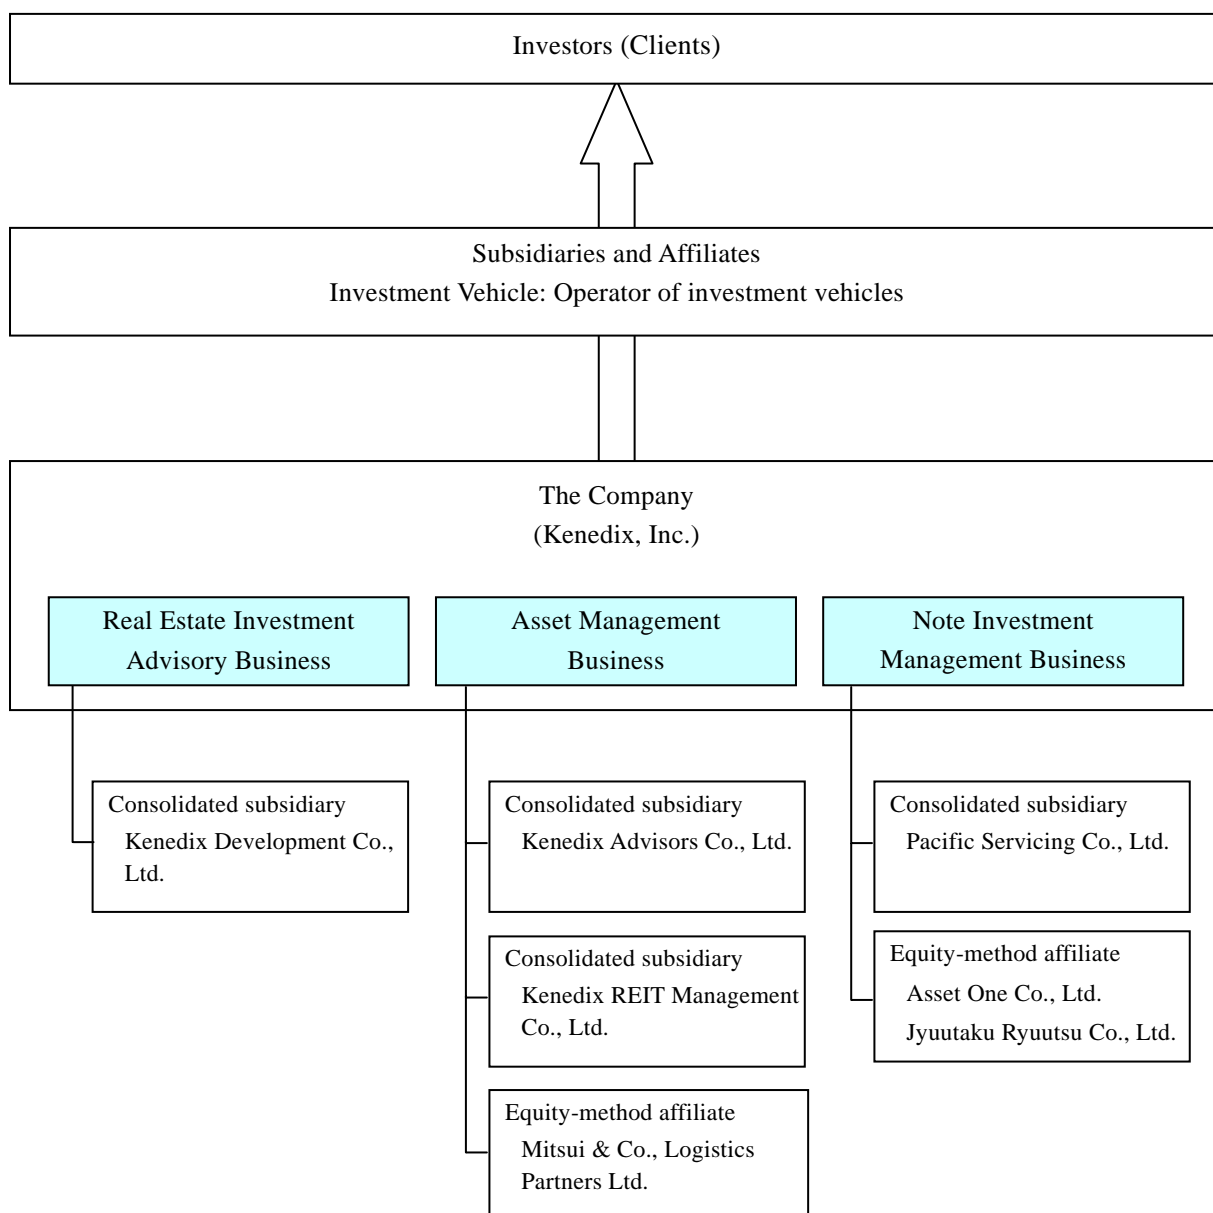 Investors (Clients)
Subsidiaries and Affiliates
Investment Vehicle: Operator of investment vehicles
The Company
(Kenedix, Inc.)
Real Estate Investment
Advisory Business
Asset Management
Business
Note Investment
Management Business
Consolidated subsidiary
Kenedix Development Co.,
Ltd.
Consolidated subsidiary
Kenedix Advisors Co., Ltd.
Consolidated subsidiary
Pacific Servicing Co., Ltd.
Consolidated subsidiary
Kenedix REIT Management
Co., Ltd.
Equity-method affiliate
Asset One Co., Ltd.
Jyuutaku Ryuutsu Co., Ltd.
Equity-method affiliate
Mitsui & Co., Logistics
Partners Ltd.